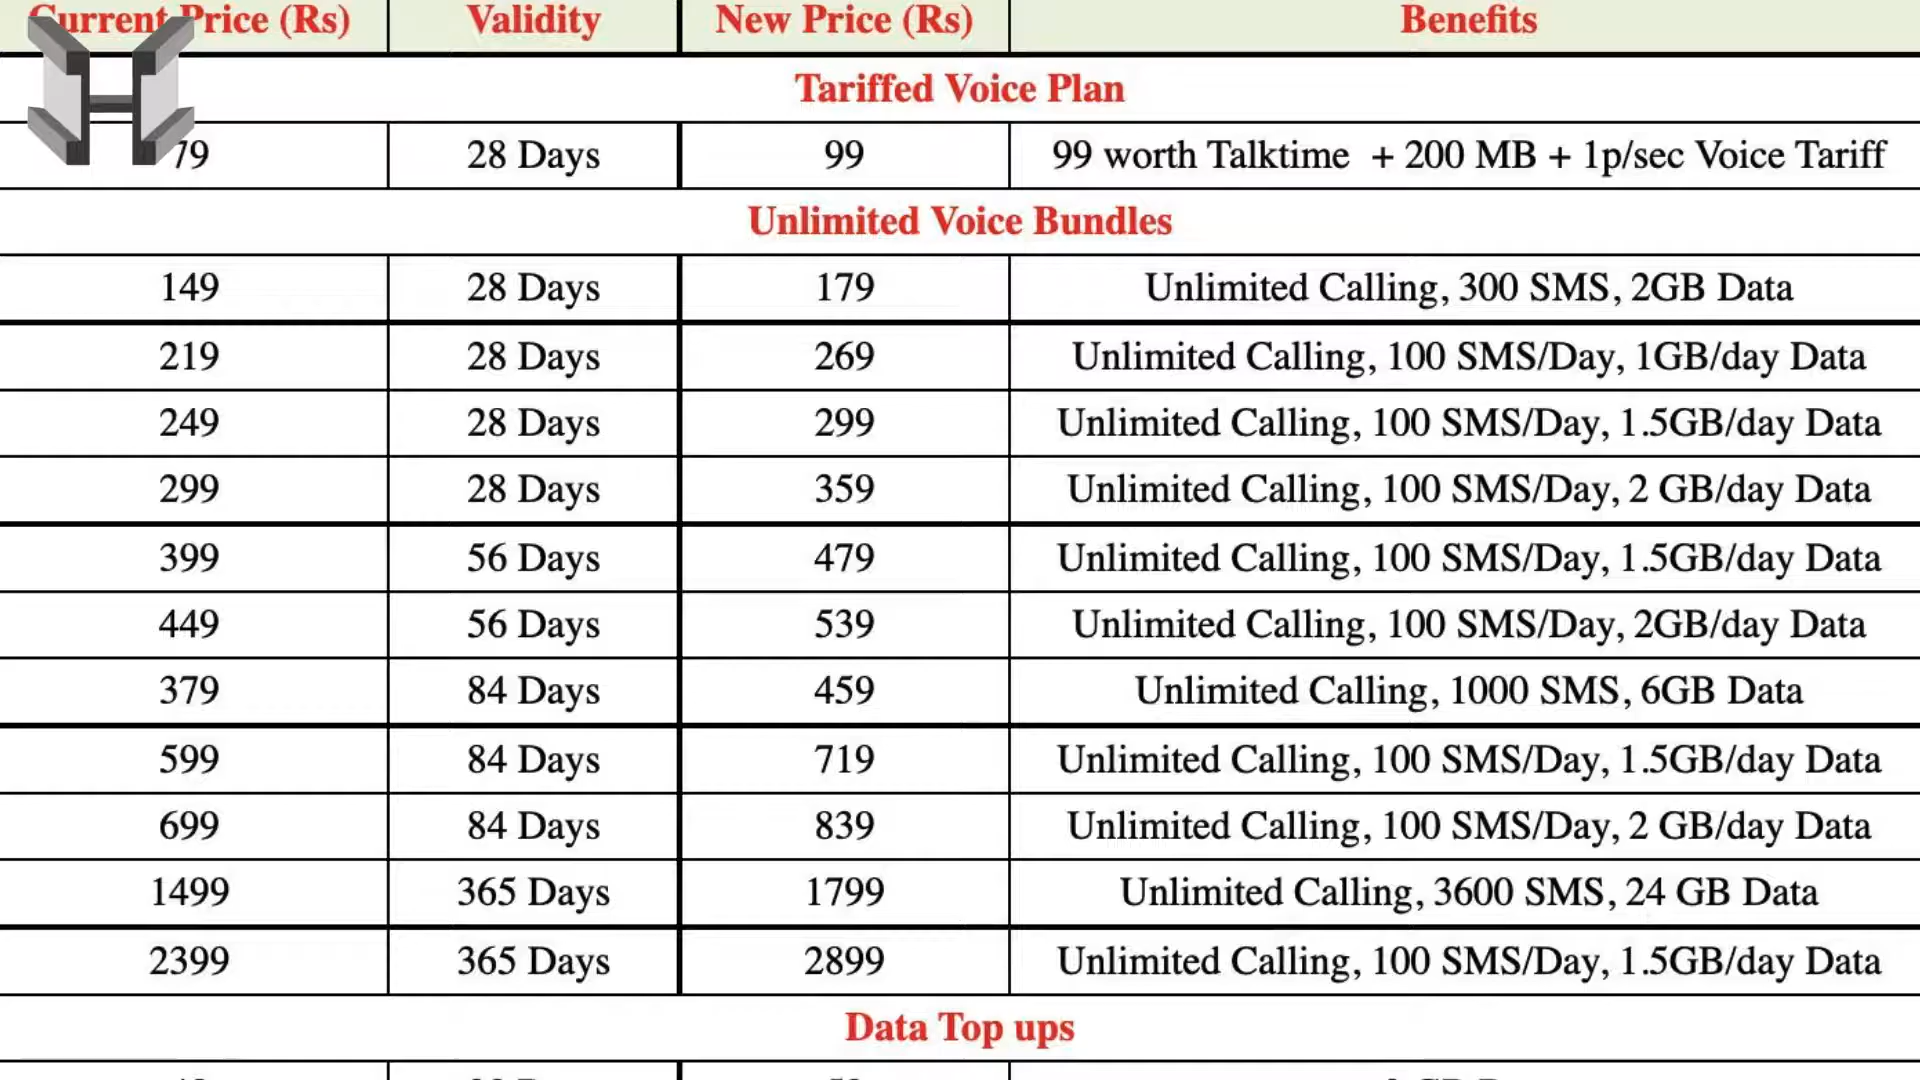 Current Price (Rs) Validity New Price (Rs) Benefits
Tariffed Voice Plan
79 28 Days 99 99 worth Talktime + 200 MB + 1p/sec Voice Tariff
Unlimited Voice Bundles
149 28 Days 179 Unlimited Calling, 300 SMS, 2GB Data
219 28 Days 269 Unlimited Calling, 100 SMS/Day, 1GB/day Data
249 28 Days 299 Unlimited Calling, 100 SMS/Day, 1.5GB/day Data
299 28 Days 359 Unlimited Calling, 100 SMS/Day, 2 GB/day Data
399 56 Days 479 Unlimited Calling, 100 SMS/Day, 1.5GB/day Data
449 56 Days 539 Unlimited Calling, 100 SMS/Day, 2GB/day Data
379 84 Days 459 Unlimited Calling, 1000 SMS, 6GB Data
599 84 Days 719 Unlimited Calling, 100 SMS/Day, 1.5GB/day Data
699 84 Days 839 Unlimited Calling, 100 SMS/Day, 2 GB/day Data
1499 365 Days 1799 Unlimited Calling, 3600 SMS, 24 GB Data
2399 365 Days 2899 Unlimited Calling, 100 SMS/Day, 1.5GB/day Data
Data Top ups